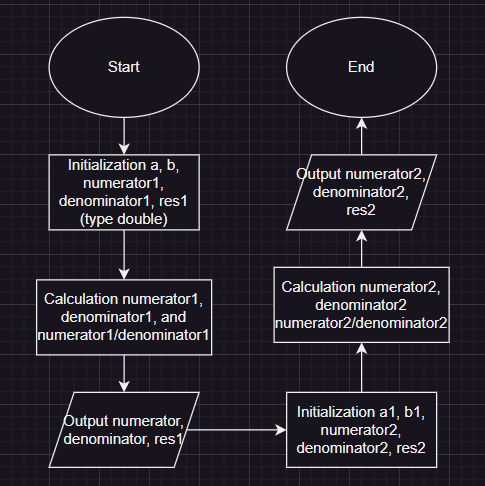 Start
Initialization a, b,
numerator1,
denominator1, res1
(type double)
Calculation numerator1,
denominator1, and
numerator1/denominator1
Output numerator,
denominator, res1
Initialization a1, b1,
numerator2,
denominator2, res2
Calculation numerator2,
denominator2
numerator2/denominator2
Output numerator2,
denominator2,
res2
End